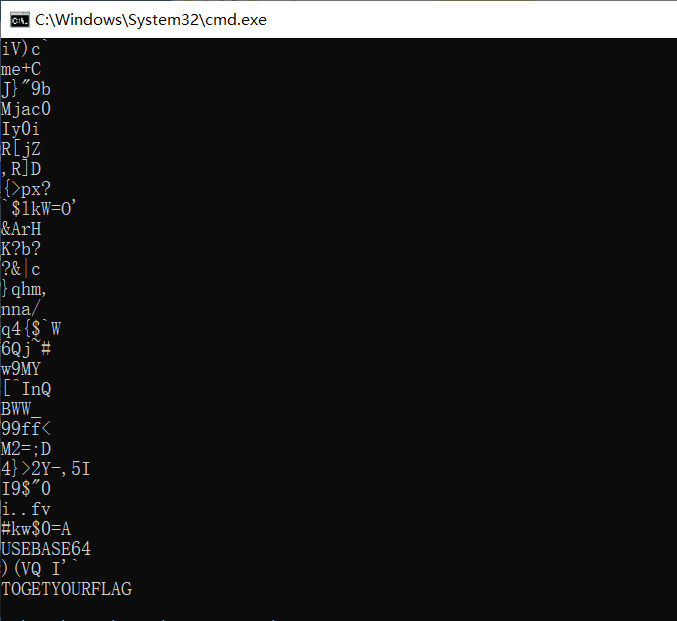 C:\Windows\System32\cmd.exe
iV)c`
me+C
J}"9b
Mjac0
Iy0i
R[jZ
,R]D
{>px?
`$lkW=O'
&ArH
K?b?
?&|c
}qhm,
nna/
q4{$`W
6Qj~#
w9MY
[^InQ
BWW_
99ff<
M2=;D
4}>2Y-,5I
I9$"0
i..fv
#kw$0=A
USEBASE64
)(VQ I'`
TOGETYOURFLAG